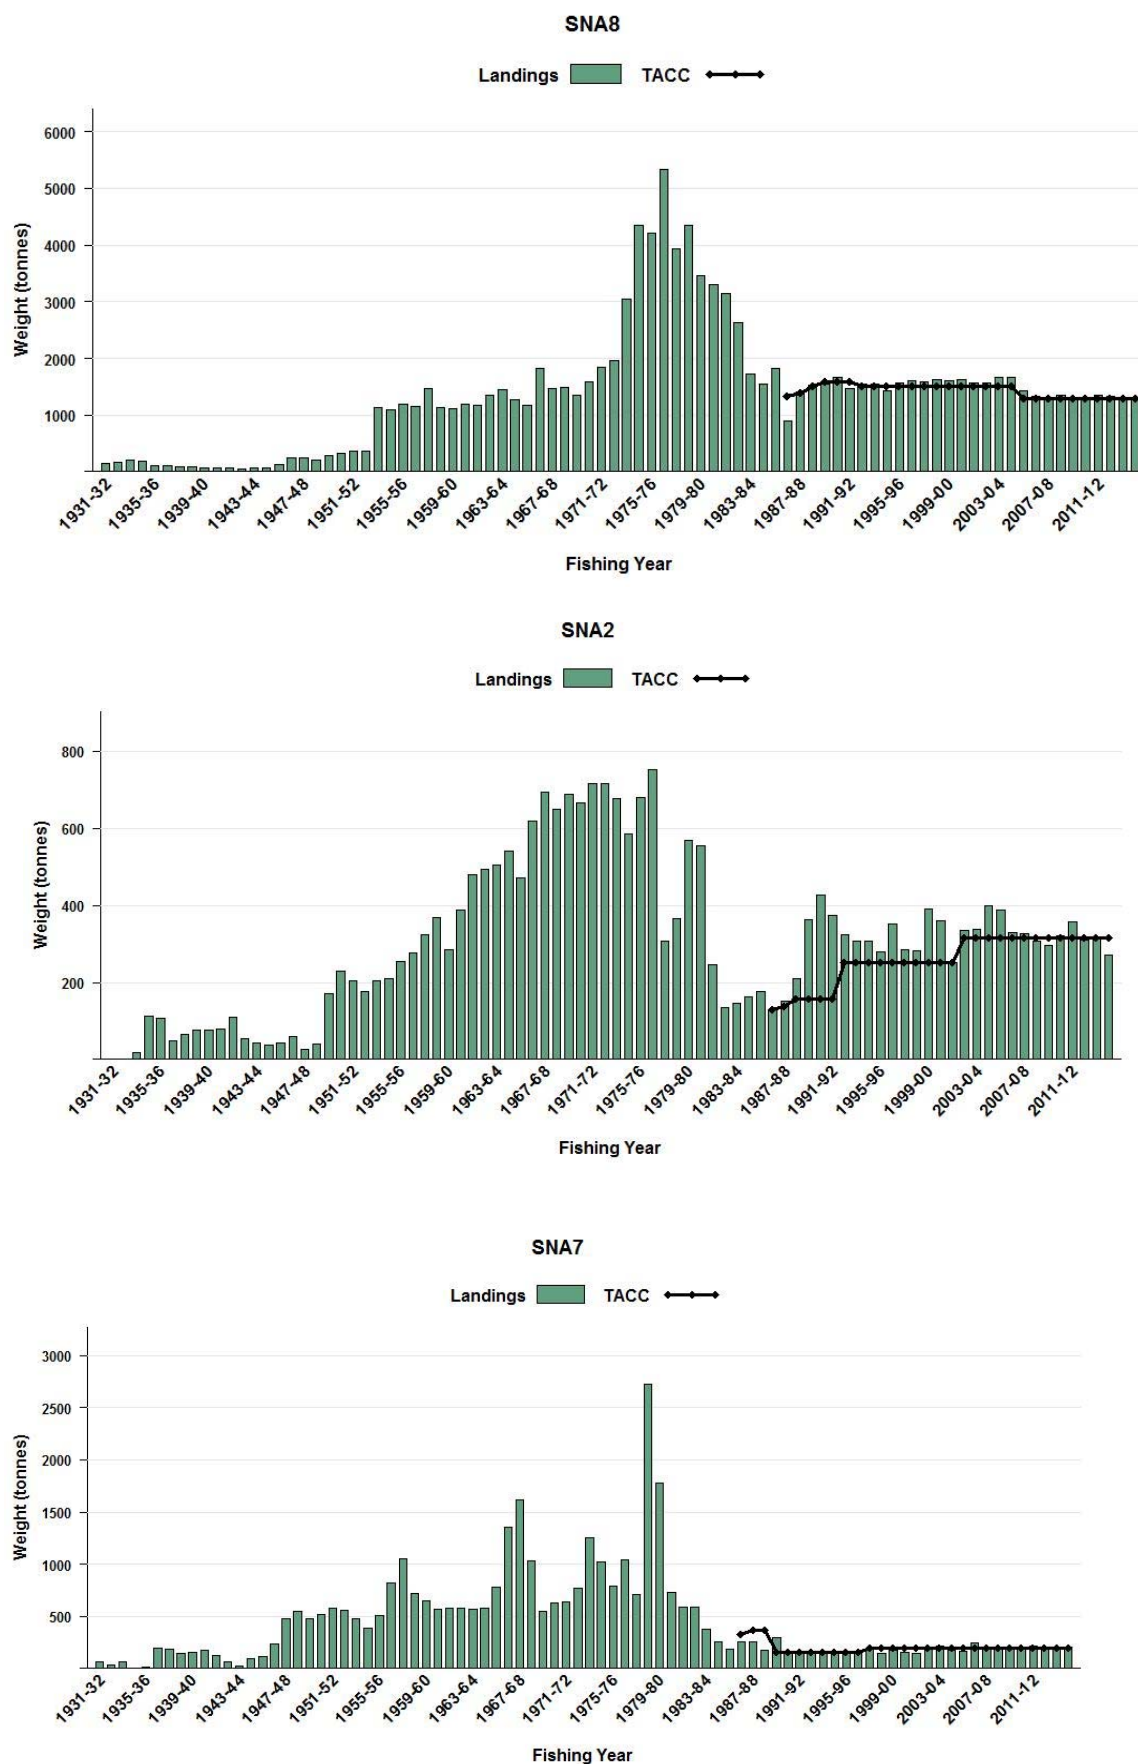 SNA8
Landings TACC
6000
5000
4000
3000
2000
1000
Weight (tonnes)
1931-32 1935-36 1939-40 1943-44 1947-48 1951-52 1955-56 1959-60 1963-64 1967-68 1971-72 1975-76 1979-80 1983-84 1987-88 1991-92 1995-96 1999-00 2003-04 2007-08 2011-12
Fishing Year
SNA2
Landings TACC
800
600
400
200
Weight (tonnes)
1931-32 1935-36 1939-40 1943-44 1947-48 1951-52 1955-56 1959-60 1963-64 1967-68 1971-72 1975-76 1979-80 1983-84 1987-88 1991-92 1995-96 1999-00 2003-04 2007-08 2011-12
Fishing Year
SNA7
Landings TACC
3000
2500
2000
1500
1000
500
Weight (tonnes)
1931-32 1935-36 1939-40 1943-44 1947-48 1951-52 1955-56 1959-60 1963-64 1967-68 1971-72 1975-76 1979-80 1983-84 1987-88 1991-92 1995-96 1999-00 2003-04 2007-08 2011-12
Fishing Year